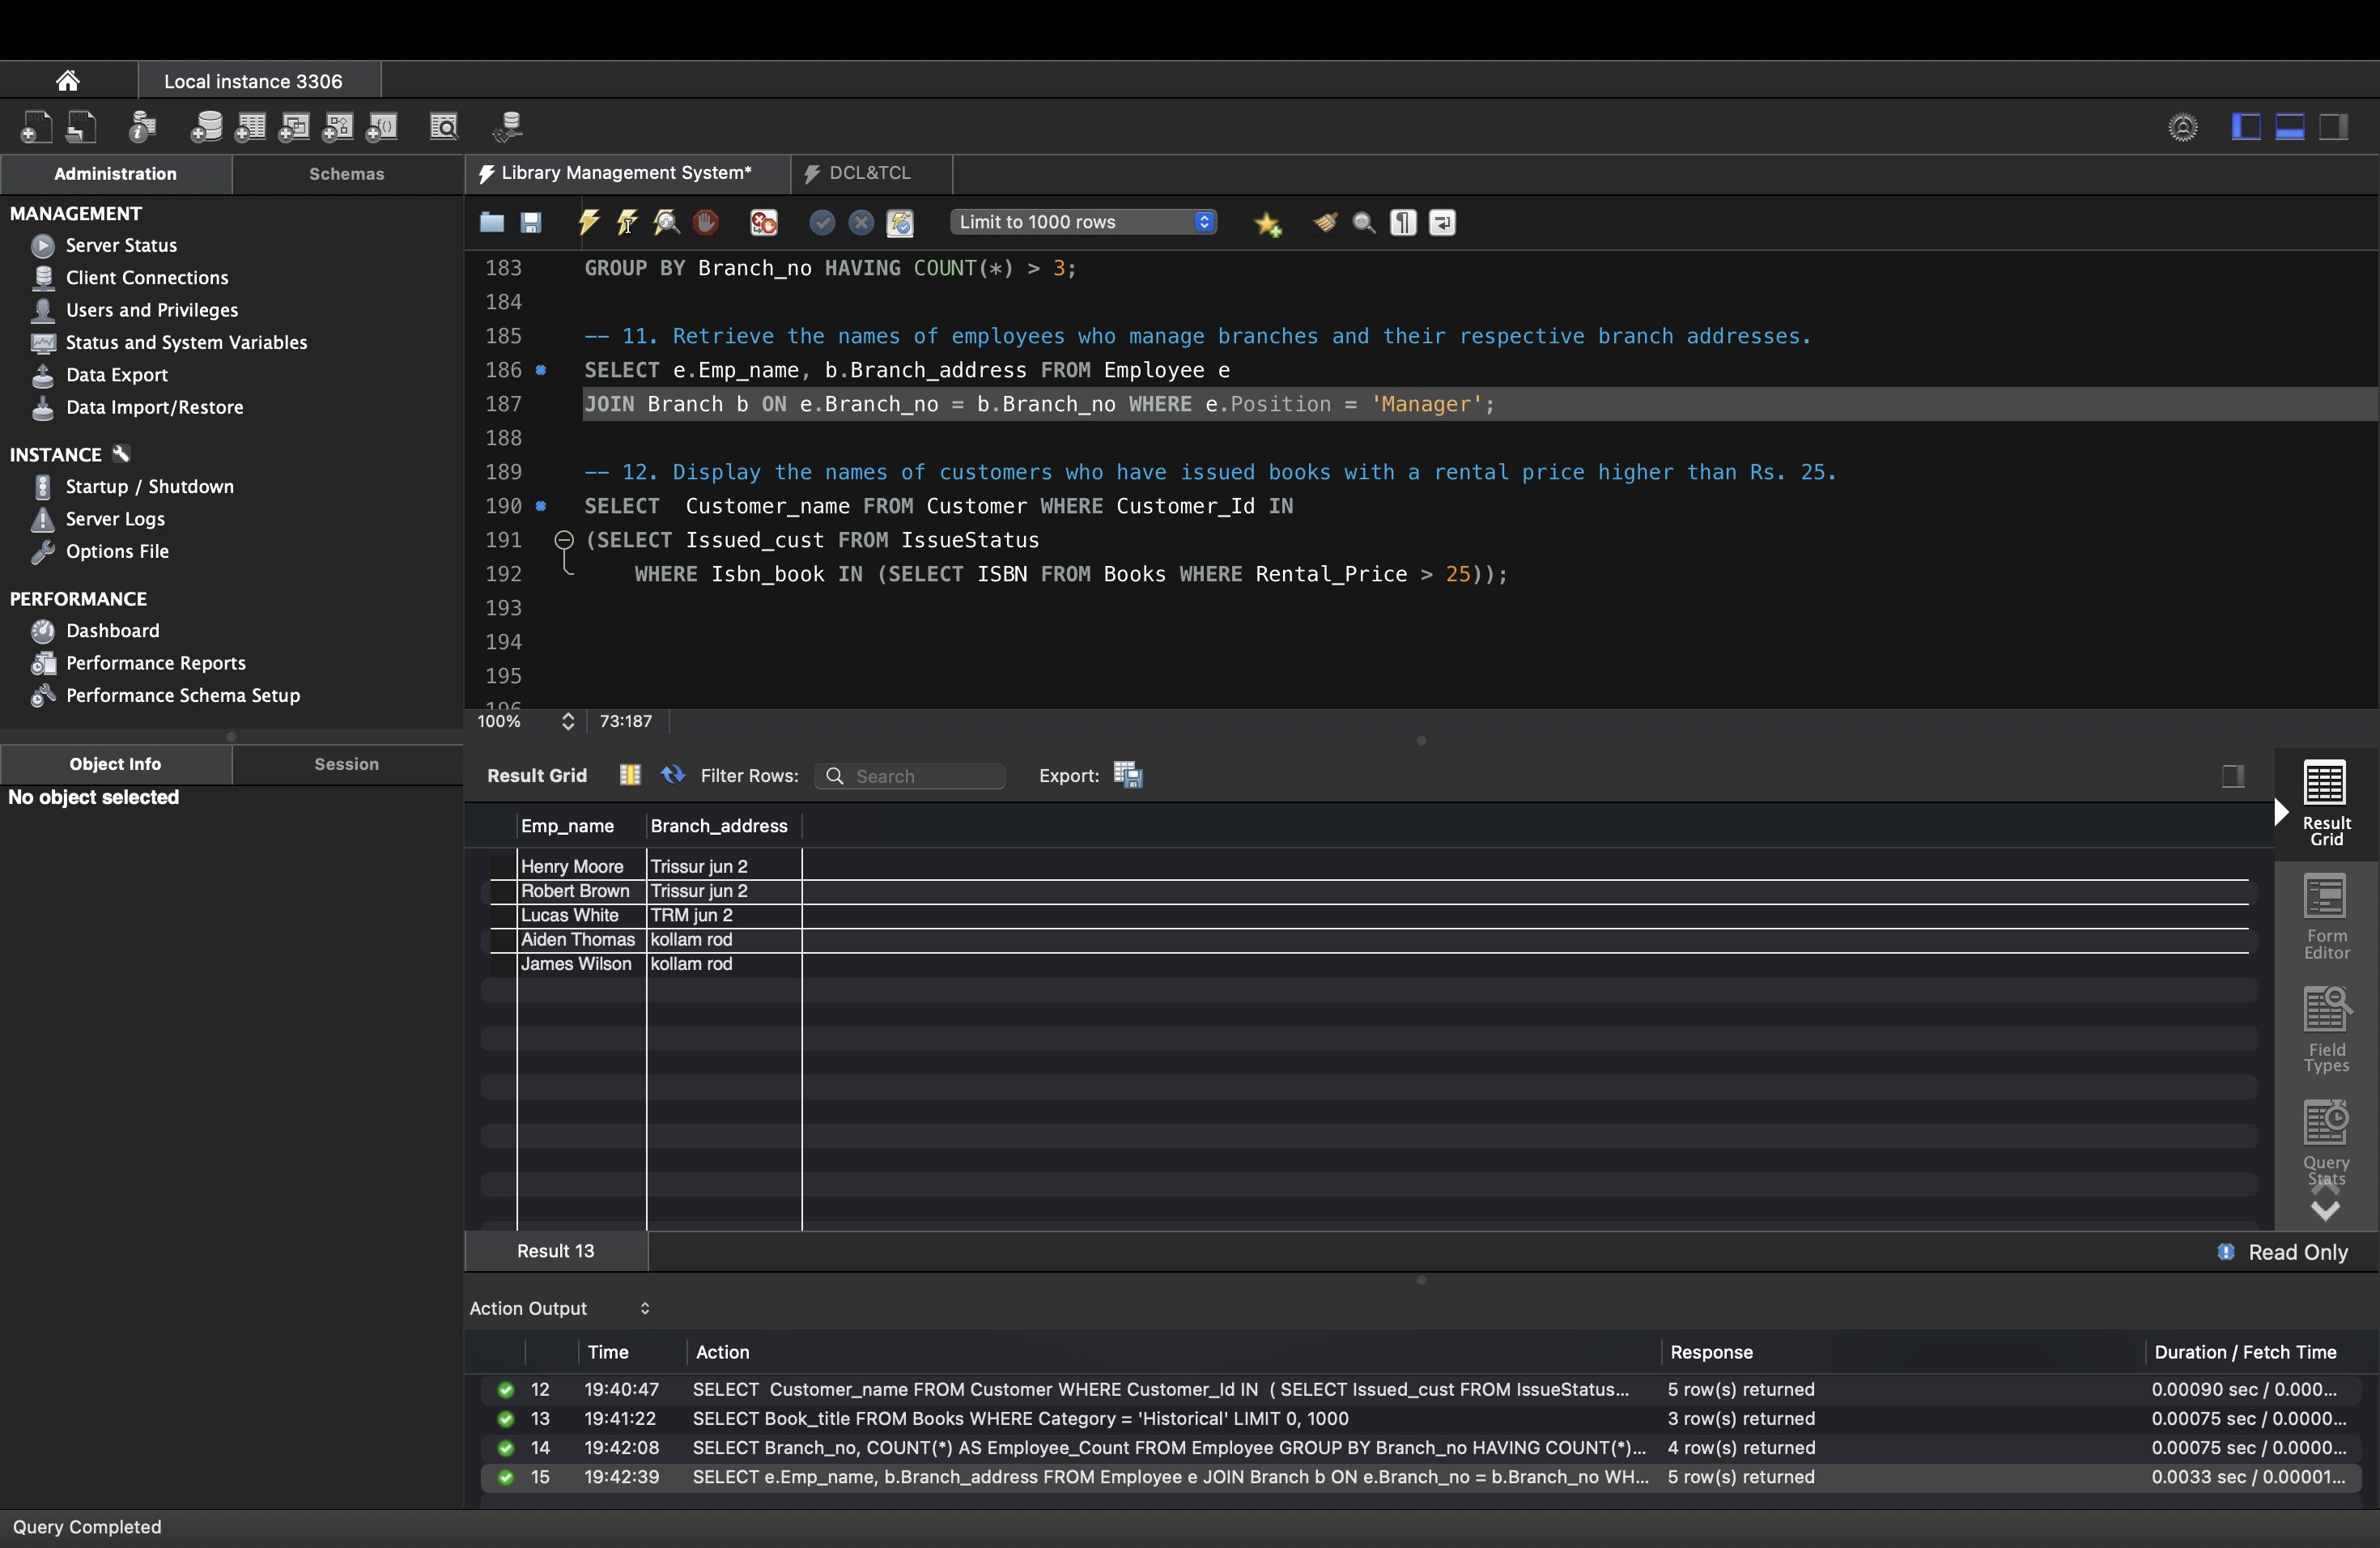 Local instance 3306
Administration
Schemas
Library Management System*
DCL&TCL
MANAGEMENT
Server Status
Client Connections
Users and Privileges
Status and System Variables
Data Export
Data Import/Restore
INSTANCE
Startup / Shutdown
Server Logs
Options File
PERFORMANCE
Dashboard
Performance Reports
Performance Schema Setup
Object Info
Session
No object selected
Limit to 1000 rows
183 GROUP BY Branch_no HAVING COUNT(*) > 3;
184
185 -- 11. Retrieve the names of employees who manage branches and their respective branch addresses.
186 SELECT e.Emp_name, b.Branch_address FROM Employee e
187 JOIN Branch b ON e.Branch_no = b.Branch_no WHERE e.Position = 'Manager';
188
189 -- 12. Display the names of customers who have issued books with a rental price higher than Rs. 25.
190 SELECT  Customer_name FROM Customer WHERE Customer_Id IN
191 (SELECT Issued_cust FROM IssueStatus
192 WHERE Isbn_book IN (SELECT ISBN FROM Books WHERE Rental_Price > 25));
193
194
195
196
100% 73:187
Result Grid Filter Rows: Search Export:
Emp_name Branch_address
Henry Moore Trissur jun 2
Robert Brown Trissur jun 2
Lucas White TRM jun 2
Aiden Thomas kollam rod
James Wilson kollam rod
Result
Grid
Form
Editor
Field
Types
Query
Stats
Result 13
Read Only
Action Output
Time Action Response Duration / Fetch Time
12 19:40:47 SELECT  Customer_name FROM Customer WHERE Customer_Id IN  ( SELECT Issued_cust FROM IssueStatus... 5 row(s) returned 0.00090 sec / 0.000...
13 19:41:22 SELECT Book_title FROM Books WHERE Category = 'Historical' LIMIT 0, 1000 3 row(s) returned 0.00075 sec / 0.0000...
14 19:42:08 SELECT Branch_no, COUNT(*) AS Employee_Count FROM Employee GROUP BY Branch_no HAVING COUNT(*)... 4 row(s) returned 0.00075 sec / 0.0000...
15 19:42:39 SELECT e.Emp_name, b.Branch_address FROM Employee e JOIN Branch b ON e.Branch_no = b.Branch_no WH... 5 row(s) returned 0.0033 sec / 0.00001...
Query Completed